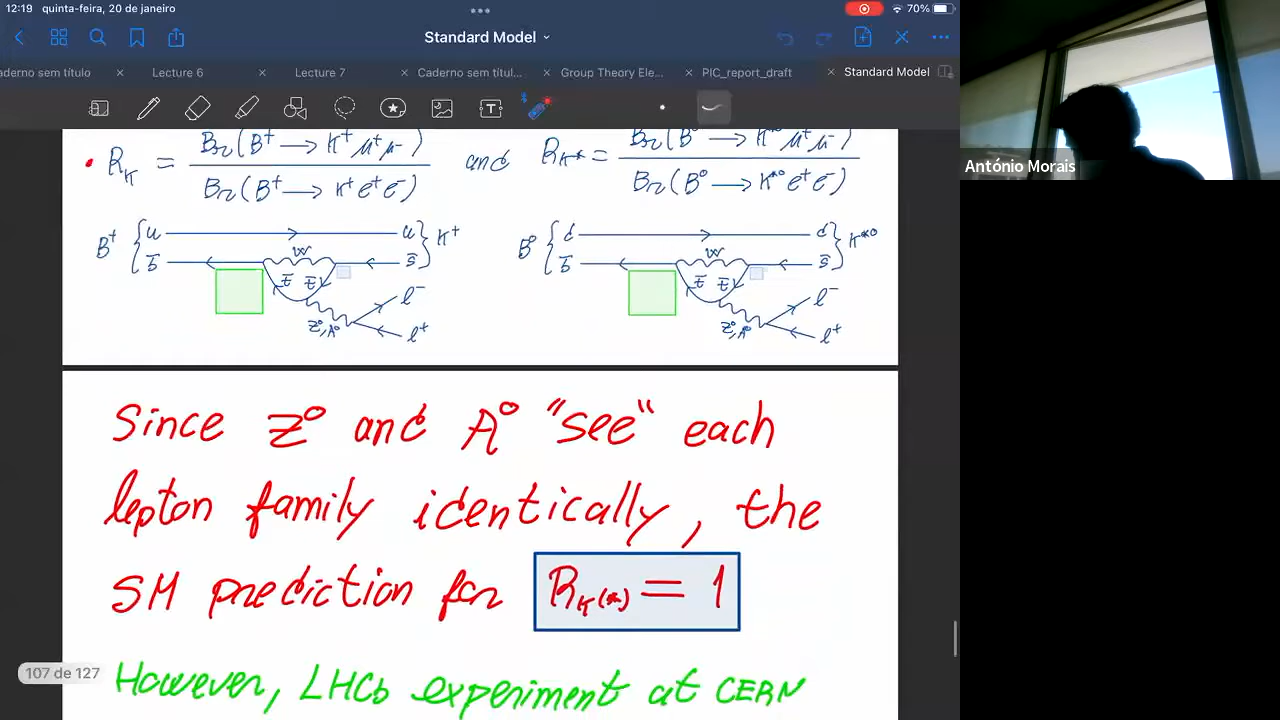 12:19 quinta-feira, 20 de janeiro
70%
Standard Model
aderno sem título
Lecture 6
Lecture 7
Caderno sem títul...
Group Theory Ele...
PIC_report_draft
Standard Model
António Morais
• R_K = Br(B⁺ → K⁺ μ⁺ μ⁻) / Br(B⁺ → K⁺ e⁺ e⁻) and R_K* = Br(B⁰ → K*⁰ μ⁺ μ⁻) / Br(B⁰ → K*⁰ e⁺ e⁻)
B⁺ { u u } K⁺
b̄ W s̄
t̄ t̄
Z⁰, A⁰ l⁻
l⁺
B⁰ { d d } K*⁰
b̄ W s̄
t̄ t̄
Z⁰, A⁰ l⁻
l⁺
Since Z⁰ and A⁰ "see" each
lepton family identically, the
SM prediction for R_K(*) = 1
However, LHCb experiment at CERN
107 de 127